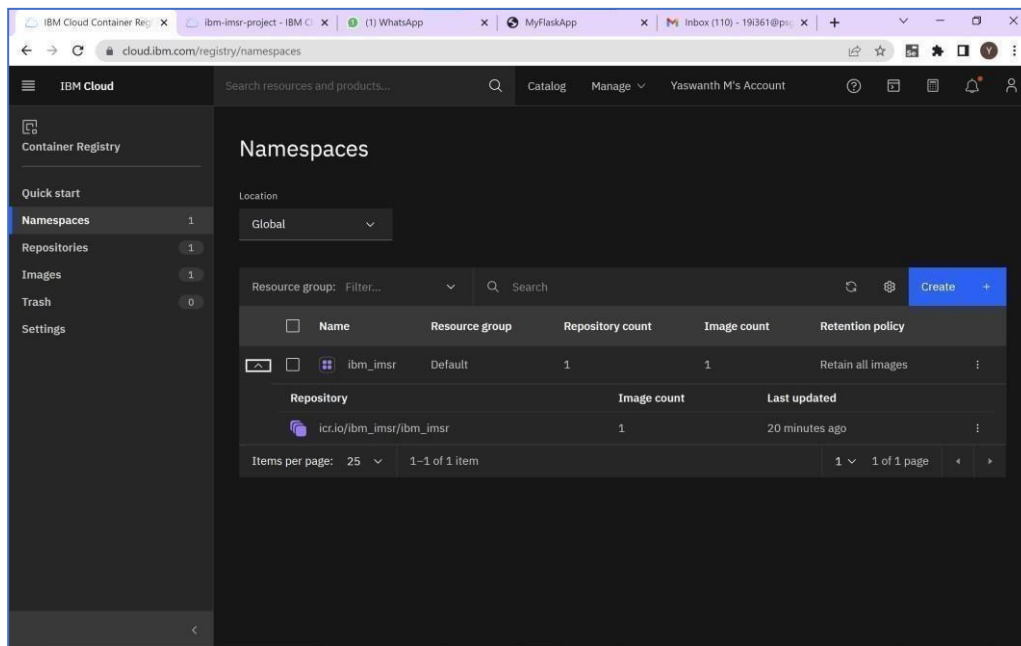 IBM Cloud Container Reg
ibm-imsr-project - IBM C
(1) WhatsApp
MyFlaskApp
Inbox (110) - 19i361@psg
cloud.ibm.com/registry/namespaces
IBM Cloud
Search resources and products...
Catalog
Manage
Yaswanth M's Account
Container Registry
Quick start
Namespaces 1
Repositories 1
Images 1
Trash 0
Settings
Namespaces
Location
Global
Resource group: Filter... Search Create +
Name Resource group Repository count Image count Retention policy
ibm_imsr Default 1 1 Retain all images
Repository Image count Last updated
icr.io/ibm_imsr/ibm_imsr 1 20 minutes ago
Items per page: 25 1–1 of 1 item 1 1 of 1 page